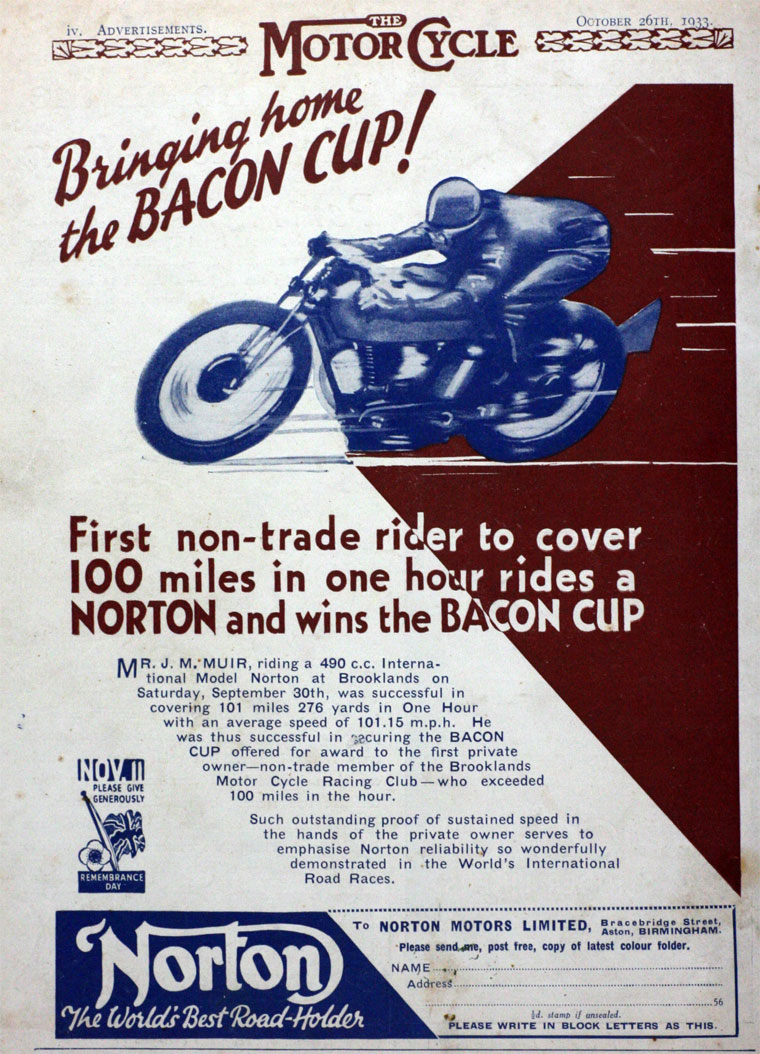 iv. ADVERTISEMENTS.
THE
MOTOR CYCLE
OCTOBER 26TH, 1933.
Bringing home
the BACON CUP!
First non-trade rider to cover
100 miles in one hour rides a
NORTON and wins the BACON CUP
MR. J. M. MUIR, riding a 490 c.c. Interna-
tional Model Norton at Brooklands on
Saturday, September 30th, was successful in
covering 101 miles 276 yards in One Hour
with an average speed of 101.15 m.p.h. He
was thus successful in securing the BACON
CUP offered for award to the first private
owner—non-trade member of the Brooklands
Motor Cycle Racing Club—who exceeded
100 miles in the hour.
Such outstanding proof of sustained speed in
the hands of the private owner serves to
emphasise Norton reliability so wonderfully
demonstrated in the World's International
Road Races.
NOV. 11
PLEASE GIVE
GENEROUSLY
REMEMBRANCE
DAY
Norton
The World's Best Road-Holder
To NORTON MOTORS LIMITED, Bracebridge Street,
Aston, BIRMINGHAM.
Please send me, post free, copy of latest colour folder.
NAME
Address
56
½d. stamp if unsealed.
PLEASE WRITE IN BLOCK LETTERS AS THIS.